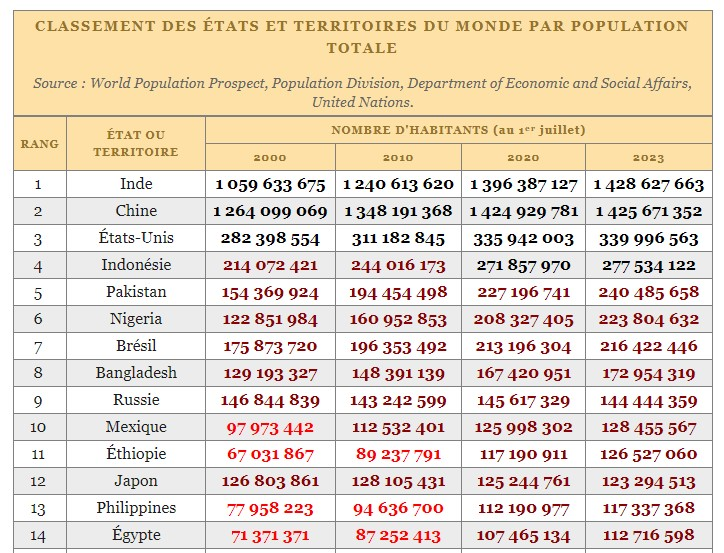 CLASSEMENT DES ÉTATS ET TERRITOIRES DU MONDE PAR POPULATION
TOTALE
Source : World Population Prospect, Population Division, Department of Economic and Social Affairs,
United Nations.
RANG ÉTAT OU TERRITOIRE NOMBRE D'HABITANTS (au 1er juillet)
2000 2010 2020 2023
1 Inde 1 059 633 675 1 240 613 620 1 396 387 127 1 428 627 663
2 Chine 1 264 099 069 1 348 191 368 1 424 929 781 1 425 671 352
3 États-Unis 282 398 554 311 182 845 335 942 003 339 996 563
4 Indonésie 214 072 421 244 016 173 271 857 970 277 534 122
5 Pakistan 154 369 924 194 454 498 227 196 741 240 485 658
6 Nigeria 122 851 984 160 952 853 208 327 405 223 804 632
7 Brésil 175 873 720 196 353 492 213 196 304 216 422 446
8 Bangladesh 129 193 327 148 391 139 167 420 951 172 954 319
9 Russie 146 844 839 143 242 599 145 617 329 144 444 359
10 Mexique 97 973 442 112 532 401 125 998 302 128 455 567
11 Éthiopie 67 031 867 89 237 791 117 190 911 126 527 060
12 Japon 126 803 861 128 105 431 125 244 761 123 294 513
13 Philippines 77 958 223 94 636 700 112 190 977 117 337 368
14 Égypte 71 371 371 87 252 413 107 465 134 112 716 598